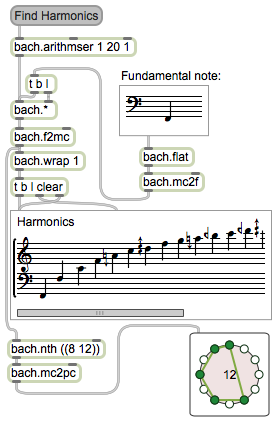 Find Harmonics
bach.arithmser 1 20 1
t b l
Fundamental note:
bach.*
bach.f2mc
bach.flat
bach.wrap 1
bach.mc2f
t b l clear
Harmonics
bach.nth ((8 12))
12
bach.mc2pc